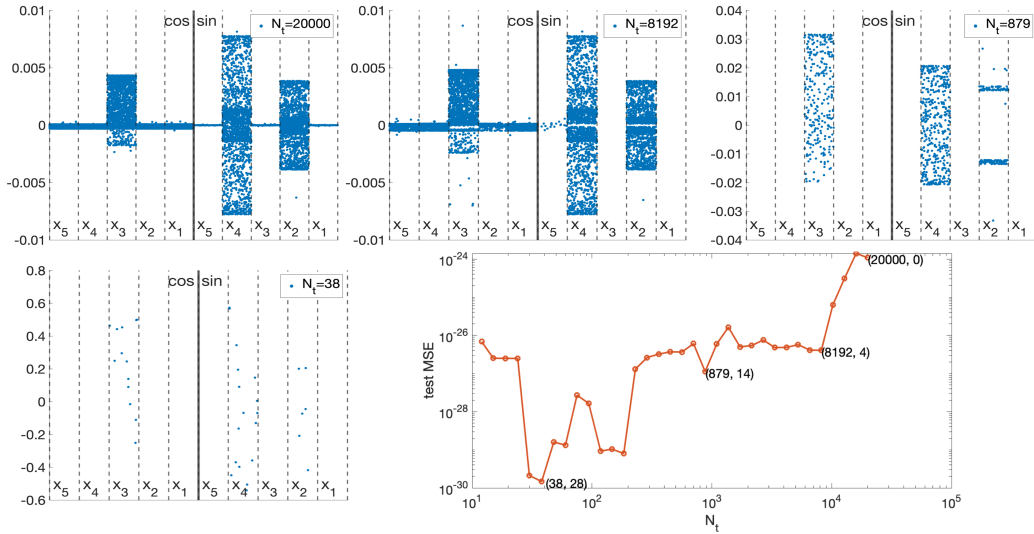 cos sin
N_t=20000
0.01
0.005
0
-0.005
-0.01
x_5 x_4 x_3 x_2 x_1 x_5 x_4 x_3 x_2 x_1
cos sin
N_t=8192
0.01
0.005
0
-0.005
-0.01
x_5 x_4 x_3 x_2 x_1 x_5 x_4 x_3 x_2 x_1
cos sin
N_t=879
0.04
0.03
0.02
0.01
0
-0.01
-0.02
-0.03
-0.04
x_5 x_4 x_3 x_2 x_1 x_5 x_4 x_3 x_2 x_1
cos sin
N_t=38
0.8
0.6
0.4
0.2
0
-0.2
-0.4
-0.6
x_5 x_4 x_3 x_2 x_1 x_5 x_4 x_3 x_2 x_1
test MSE
10^-24
10^-26
10^-28
10^-30
(20000, 0)
(8192, 4)
(879, 14)
(38, 28)
10^1 10^2 10^3 10^4 10^5
N_t